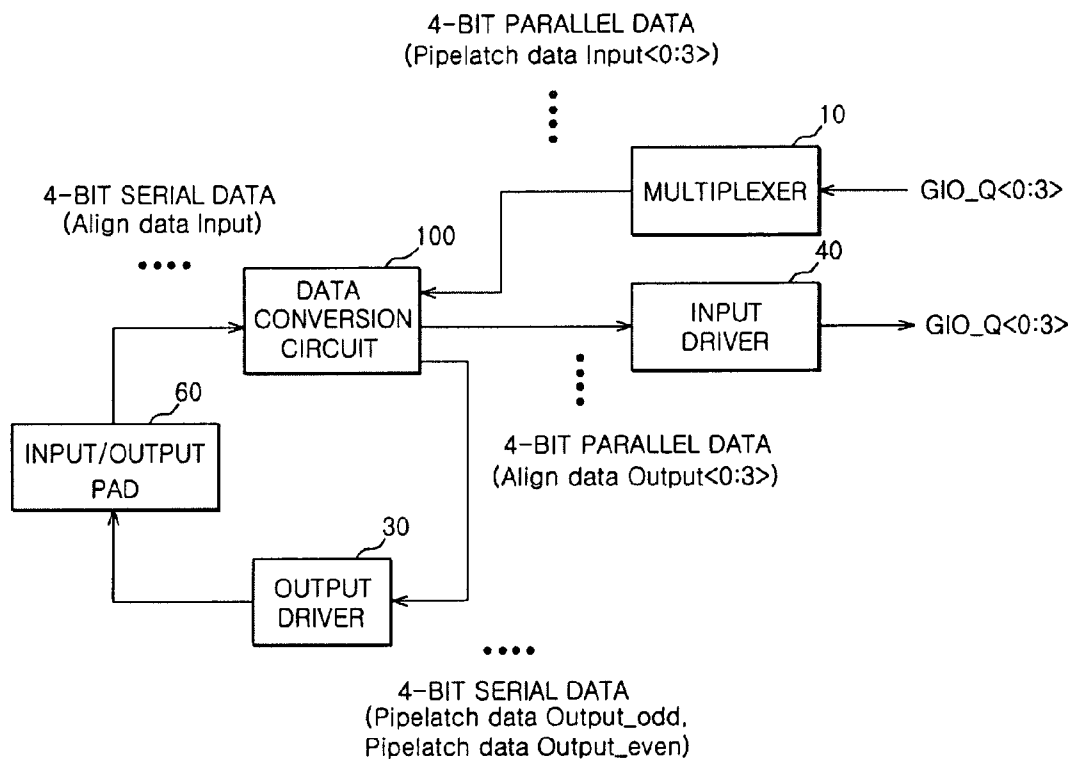 4-BIT PARALLEL DATA
(Pipelatch data Input<0:3>)
10
MULTIPLEXER
GIO_Q<0:3>
4-BIT SERIAL DATA
(Align data Input)
100
DATA
CONVERSION
CIRCUIT
40
INPUT
DRIVER
GIO_Q<0:3>
60
INPUT/OUTPUT
PAD
4-BIT PARALLEL DATA
(Align data Output<0:3>)
30
OUTPUT
DRIVER
4-BIT SERIAL DATA
(Pipelatch data Output_odd,
Pipelatch data Output_even)